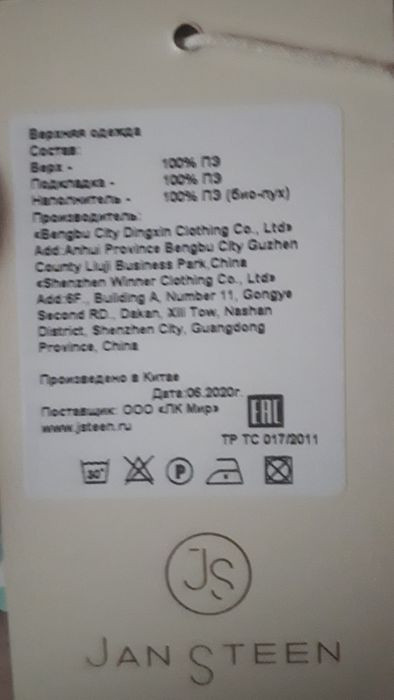 Верхняя одежда
Состав:
Верх - 100% ПЭ
Подкладка - 100% ПЭ
Наполнитель - 100% ПЭ (био-пух)
Производитель:
«Bengbu City Dingxin Clothing Co., Ltd»
Add:Anhui Province Bengbu City Guzhen
County Liuji Business Park,China
«Shenzhen Winner Clothing Co., Ltd»
Add:6F., Building A, Number 11, Gongye
Second RD., Dakan, Xili Tow, Nashan
District, Shenzhen City, Guangdong
Province, China
Произведено в Китае
Дата:06.2020г.
Поставщик: ООО «ЛК Мир»
www.jsteen.ru
EAC
ТР ТС 017/2011
30°
P
JS
JAN STEEN